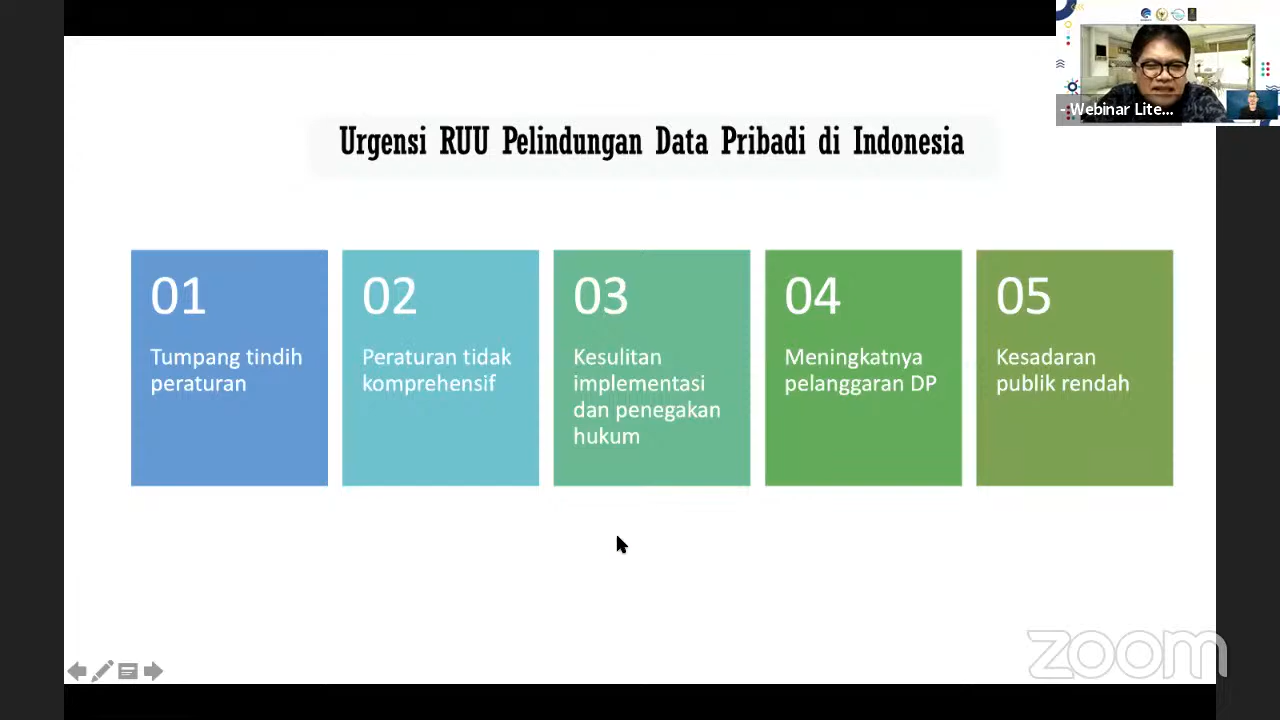 Urgensi RUU Pelindungan Data Pribadi di Indonesia
01
Tumpang tindih
peraturan
02
Peraturan tidak
komprehensif
03
Kesulitan
implementasi
dan penegakan
hukum
04
Meningkatnya
pelanggaran DP
05
Kesadaran
publik rendah
- Webinar Lite...
zoom